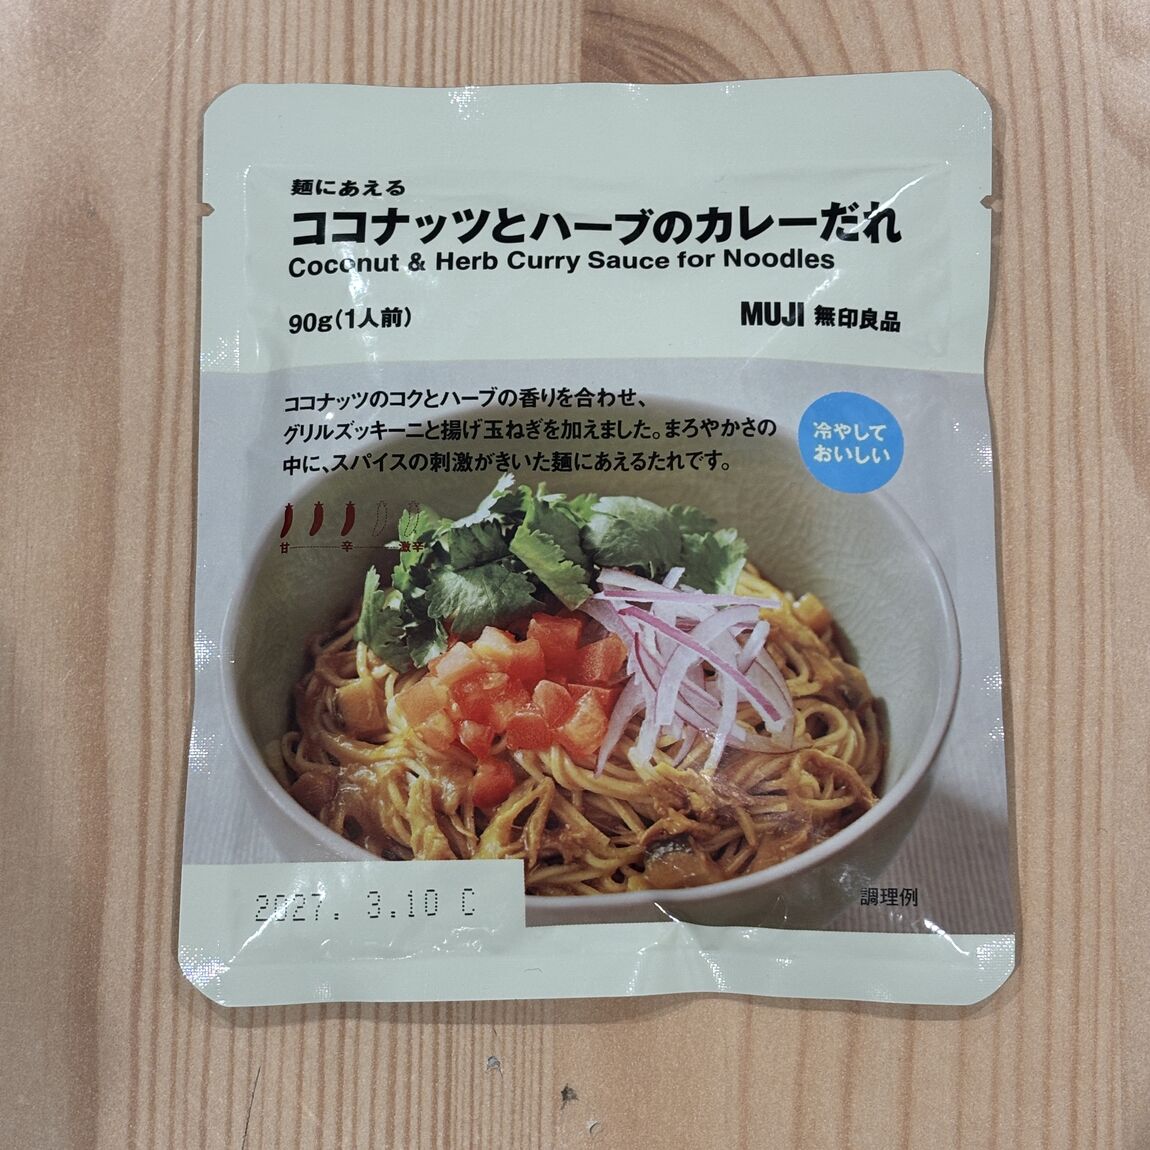 麺にあえる
ココナッツとハーブのカレーだれ
Coconut & Herb Curry Sauce for Noodles
90g(1人前)
MUJI 無印良品
ココナッツのコクとハーブの香りを合わせ、
グリルズッキーニと揚げ玉ねぎを加えました。まろやかさの
中に、スパイスの刺激がきいた麺にあえるたれです。
冷やして
おいしい
甘 辛 激辛
調理例
2027. 3.10 C